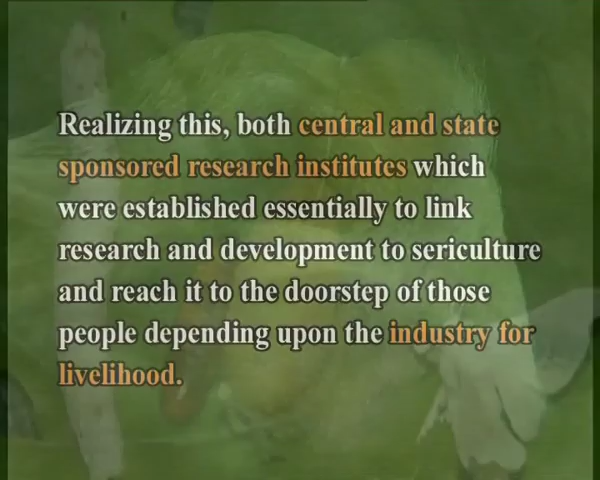 Realizing this, both central and state
sponsored research institutes which
were established essentially to link
research and development to sericulture
and reach it to the doorstep of those
people depending upon the industry for
livelihood.